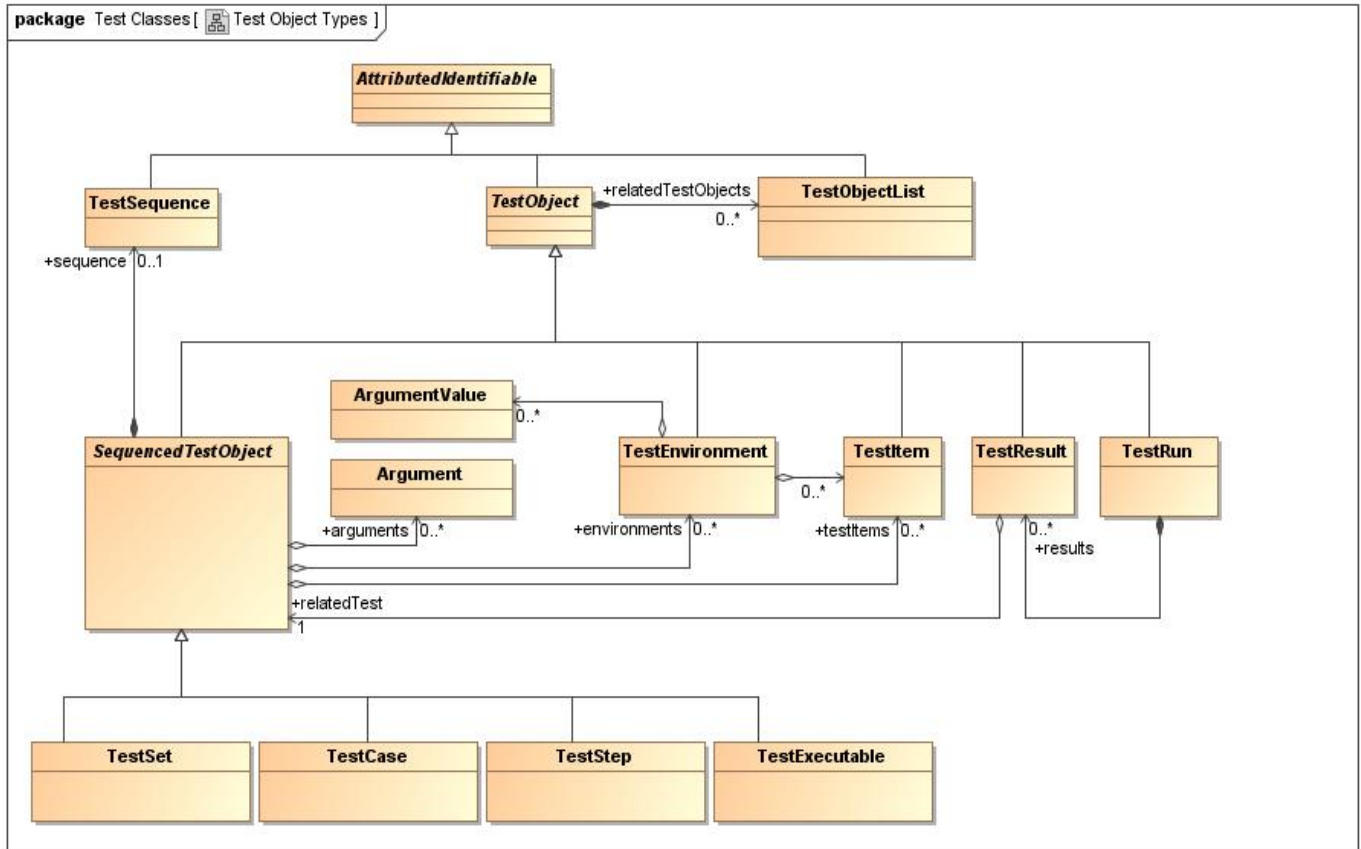 package Test Classes [ Test Object Types ]
AttributedIdentifiable
TestSequence
TestObject
+relatedTestObjects
0..*
TestObjectList
+sequence 0..1
ArgumentValue
0..*
SequencedTestObject
Argument
TestEnvironment
0..*
TestItem
TestResult
TestRun
+arguments 0..*
+environments 0..*
+testItems 0..*
0..*
+results
+relatedTest
1
TestSet
TestCase
TestStep
TestExecutable